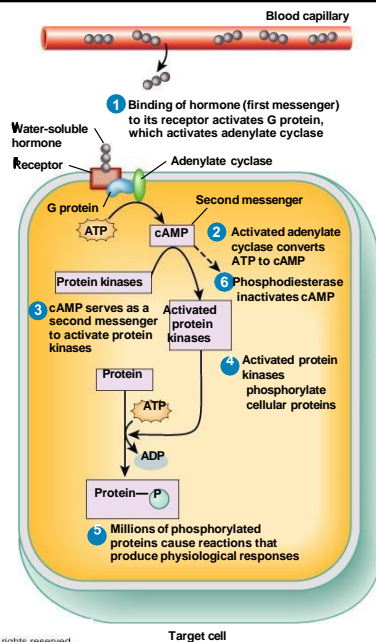 Blood capillary
1 Binding of hormone (first messenger)
to its receptor activates G protein,
which activates adenylate cyclase
Water-soluble
hormone
Receptor
Adenylate cyclase
G protein
Second messenger
ATP
cAMP
2 Activated adenylate
cyclase converts
ATP to cAMP
6 Phosphodiesterase
inactivates cAMP
Protein kinases
3 cAMP serves as a
second messenger
to activate protein
kinases
Activated
protein
kinases
4 Activated protein
kinases
phosphorylate
cellular proteins
Protein
ATP
ADP
Protein—P
5 Millions of phosphorylated
proteins cause reactions that
produce physiological responses
Target cell
rights reserved